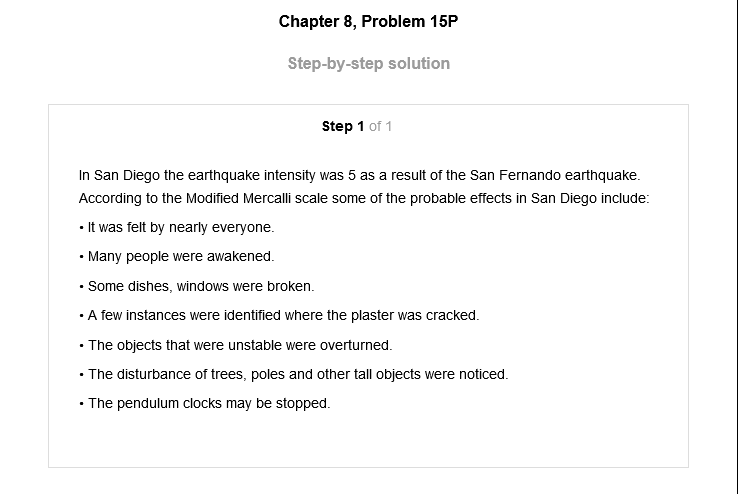 Chapter 8, Problem 15P
Step-by-step solution
Step 1 of 1
In San Diego the earthquake intensity was 5 as a result of the San Fernando earthquake.
According to the Modified Mercalli scale some of the probable effects in San Diego include:
• It was felt by nearly everyone.
• Many people were awakened.
• Some dishes, windows were broken.
• A few instances were identified where the plaster was cracked.
• The objects that were unstable were overturned.
• The disturbance of trees, poles and other tall objects were noticed.
• The pendulum clocks may be stopped.